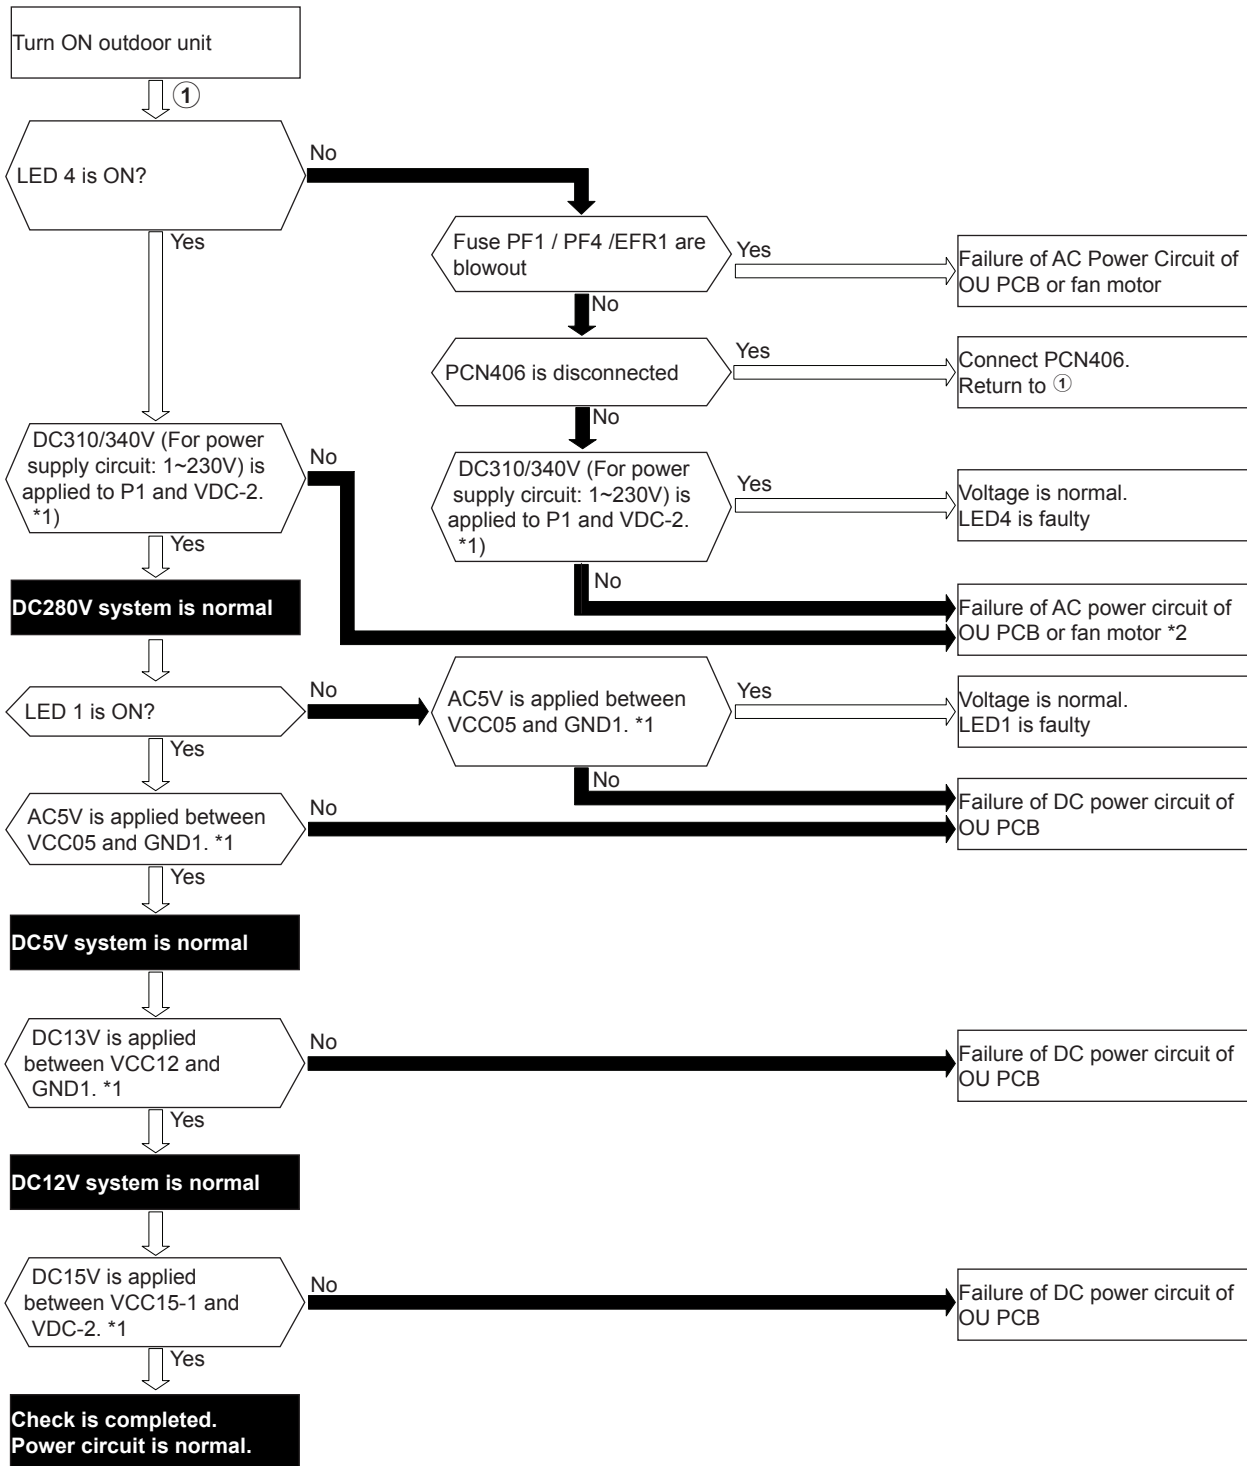 Turn ON outdoor unit
①
LED 4 is ON?
No
Yes
Fuse PF1 / PF4 /EFR1 are
blowout
Yes
Failure of AC Power Circuit of
OU PCB or fan motor
No
PCN406 is disconnected
Yes
Connect PCN406.
Return to ①
No
DC310/340V (For power
supply circuit: 1~230V) is
applied to P1 and VDC-2.
*1)
No
Yes
DC310/340V (For power
supply circuit: 1~230V) is
applied to P1 and VDC-2.
*1)
Yes
Voltage is normal.
LED4 is faulty
No
Failure of AC power circuit of
OU PCB or fan motor *2
DC280V system is normal
LED 1 is ON?
No
Yes
AC5V is applied between
VCC05 and GND1. *1
Yes
Voltage is normal.
LED1 is faulty
No
Failure of DC power circuit of
OU PCB
AC5V is applied between
VCC05 and GND1. *1
No
Yes
DC5V system is normal
DC13V is applied
between VCC12 and
GND1. *1
No
Failure of DC power circuit of
OU PCB
Yes
DC12V system is normal
DC15V is applied
between VCC15-1 and
VDC-2. *1
No
Failure of DC power circuit of
OU PCB
Yes
Check is completed.
Power circuit is normal.